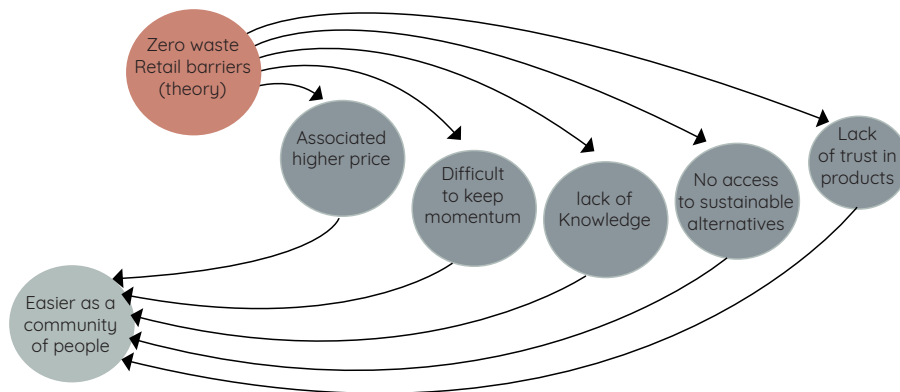 Zero waste
Retail barriers
(theory)
Associated
higher price
Difficult
to keep
momentum
lack of
Knowledge
No access
to sustainable
alternatives
Lack
of trust in
products
Easier as a
community
of people